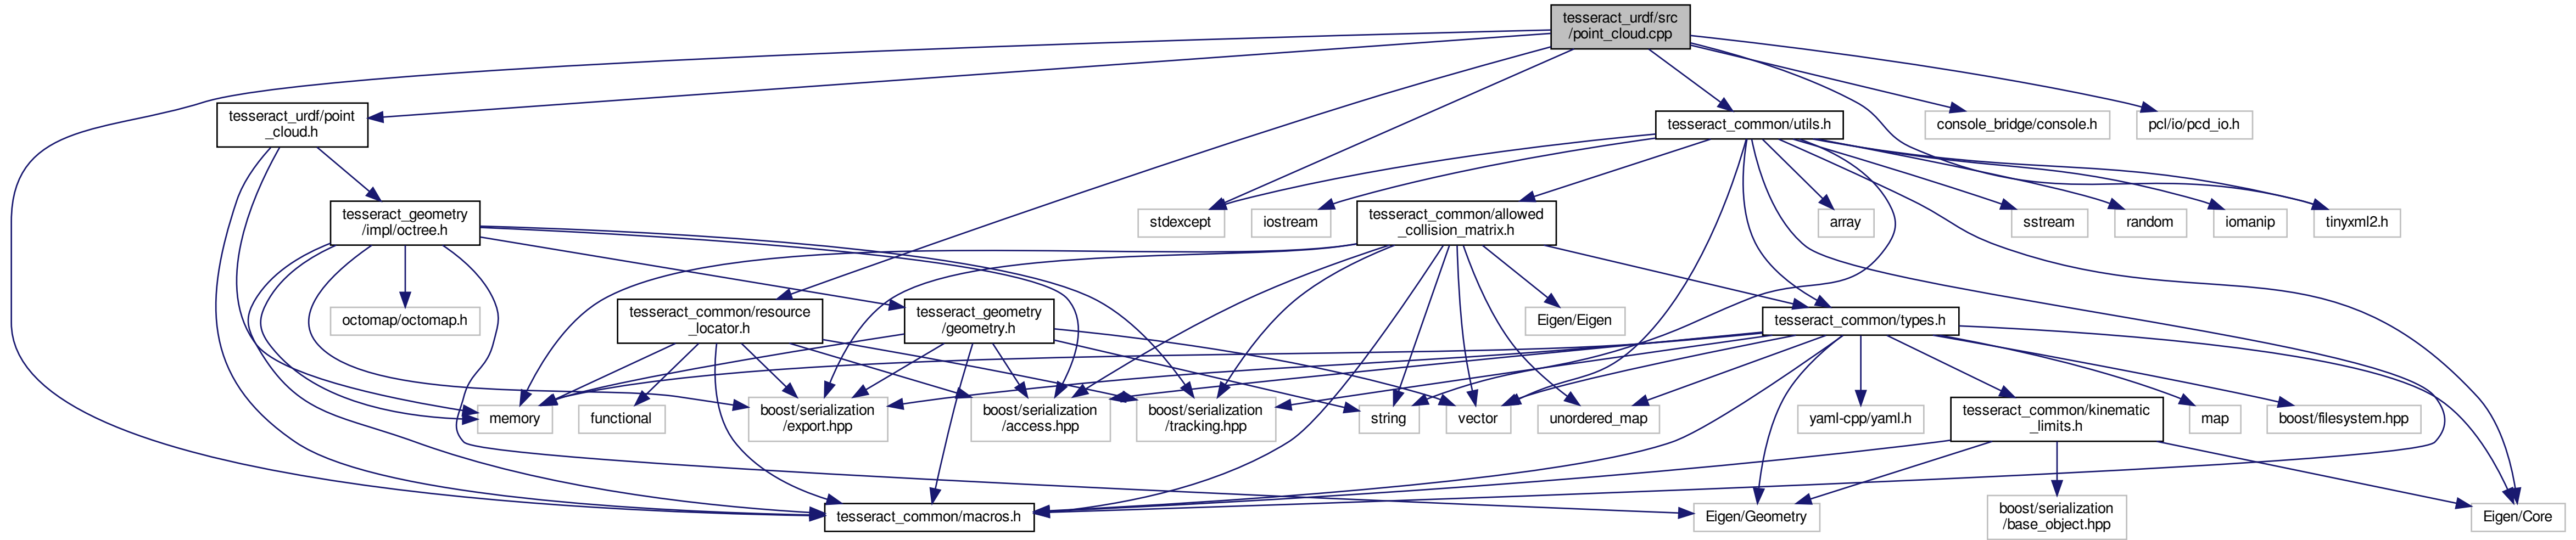 tesseract_urdf/src
/point_cloud.cpp
tesseract_urdf/point
_cloud.h
tesseract_common/utils.h
console_bridge/console.h
pcl/io/pcd_io.h
tesseract_geometry
/impl/octree.h
stdexcept
iostream
tesseract_common/allowed
_collision_matrix.h
array
sstream
random
iomanip
tinyxml2.h
octomap/octomap.h
tesseract_common/resource
_locator.h
tesseract_geometry
/geometry.h
Eigen/Eigen
tesseract_common/types.h
memory
functional
boost/serialization
/export.hpp
boost/serialization
/access.hpp
boost/serialization
/tracking.hpp
string
vector
unordered_map
yaml-cpp/yaml.h
tesseract_common/kinematic
_limits.h
map
boost/filesystem.hpp
tesseract_common/macros.h
Eigen/Geometry
boost/serialization
/base_object.hpp
Eigen/Core